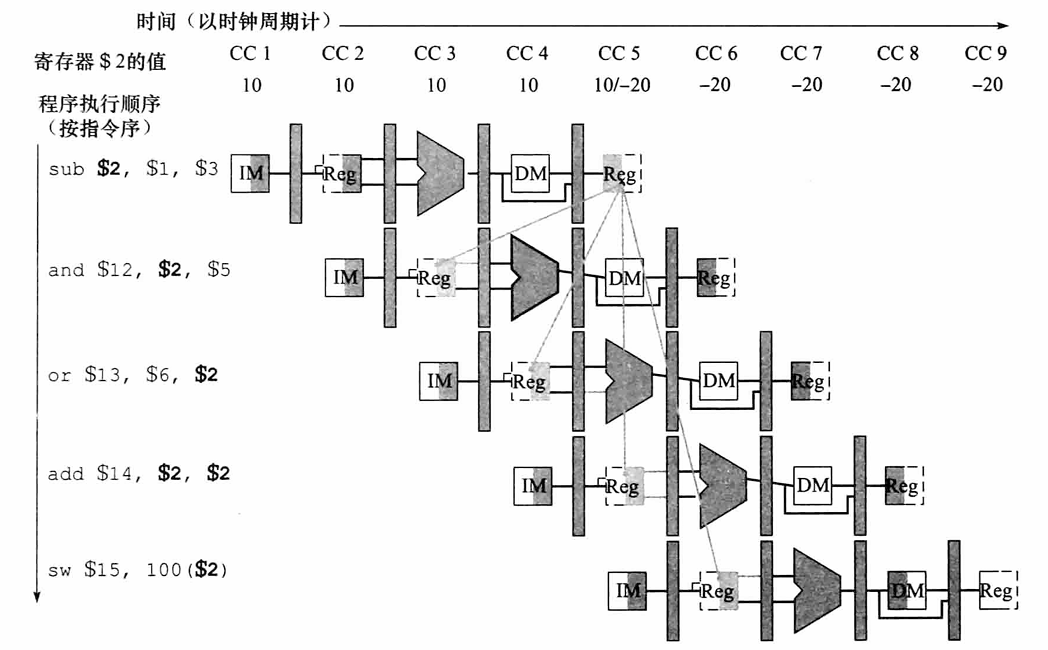 时间（以时钟周期计）
寄存器$2的值 CC 1 CC 2 CC 3 CC 4 CC 5 CC 6 CC 7 CC 8 CC 9
10 10 10 10 10/–20 –20 –20 –20 –20
程序执行顺序
（按指令序）
sub $2, $1, $3 IM Reg DM Reg
and $12, $2, $5 IM Reg DM Reg
or $13, $6, $2 IM Reg DM Reg
add $14, $2, $2 IM Reg DM Reg
sw $15, 100($2) IM Reg DM Reg